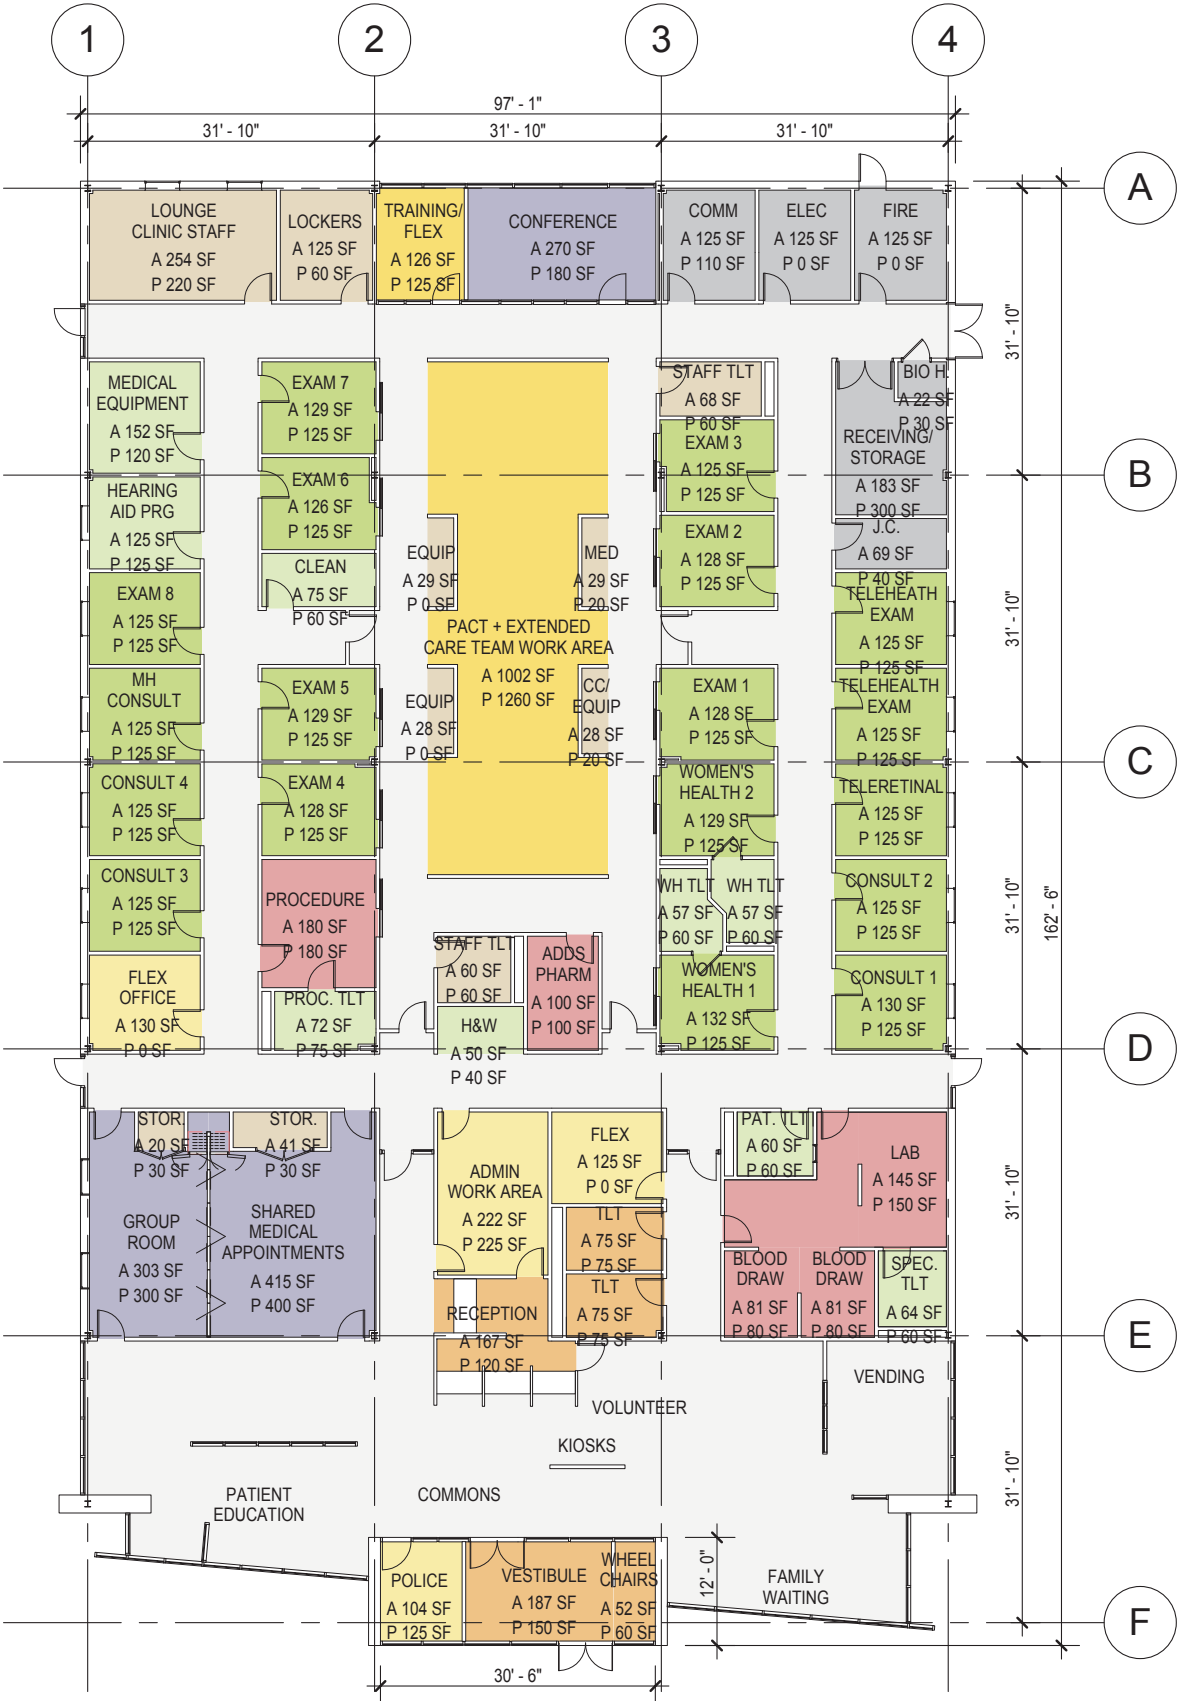 1
2
3
4
97' - 1"
31' - 10"
31' - 10"
31' - 10"
A
LOUNGE
CLINIC STAFF
A 254 SF
P 220 SF
LOCKERS
A 125 SF
P 60 SF
TRAINING/
FLEX
A 126 SF
P 125 SF
CONFERENCE
A 270 SF
P 180 SF
COMM
A 125 SF
P 110 SF
ELEC
A 125 SF
P 0 SF
FIRE
A 125 SF
P 0 SF
31' - 10"
MEDICAL
EQUIPMENT
A 152 SF
P 120 SF
EXAM 7
A 129 SF
P 125 SF
STAFF TLT
A 68 SF
P 60 SF
BIO H.
A 22 SF
P 30 SF
EXAM 3
A 125 SF
P 125 SF
RECEIVING/
STORAGE
A 183 SF
P 300 SF
B
HEARING
AID PRG
A 125 SF
P 125 SF
EXAM 6
A 126 SF
P 125 SF
EXAM 2
A 128 SF
P 125 SF
J.C.
A 69 SF
P 40 SF
CLEAN
A 75 SF
P 60 SF
EQUIP
A 29 SF
P 0 SF
MED
A 29 SF
P 20 SF
EXAM 8
A 125 SF
P 125 SF
TELEHEATH
EXAM
A 125 SF
P 125 SF
31' - 10"
PACT + EXTENDED
CARE TEAM WORK AREA
A 1002 SF
P 1260 SF
MH
CONSULT
A 125 SF
P 125 SF
EXAM 5
A 129 SF
P 125 SF
EQUIP
A 28 SF
P 0 SF
CC/
EQUIP
A 28 SF
P 20 SF
EXAM 1
A 128 SF
P 125 SF
TELEHEALTH
EXAM
A 125 SF
P 125 SF
C
CONSULT 4
A 125 SF
P 125 SF
EXAM 4
A 128 SF
P 125 SF
WOMEN'S
HEALTH 2
A 129 SF
P 125 SF
TELERETINAL
A 125 SF
P 125 SF
CONSULT 3
A 125 SF
P 125 SF
PROCEDURE
A 180 SF
P 180 SF
WH TLT
A 57 SF
P 60 SF
WH TLT
A 57 SF
P 60 SF
CONSULT 2
A 125 SF
P 125 SF
31' - 10"
162' - 6"
FLEX
OFFICE
A 130 SF
P 0 SF
PROC. TLT
A 72 SF
P 75 SF
STAFF TLT
A 60 SF
P 60 SF
ADDS
PHARM
A 100 SF
P 100 SF
WOMEN'S
HEALTH 1
A 132 SF
P 125 SF
CONSULT 1
A 130 SF
P 125 SF
H&W
A 50 SF
P 40 SF
D
STOR.
A 20 SF
P 30 SF
STOR.
A 41 SF
P 30 SF
ADMIN
WORK AREA
A 222 SF
P 225 SF
FLEX
A 125 SF
P 0 SF
PAT. TLT
A 60 SF
P 60 SF
LAB
A 145 SF
P 150 SF
31' - 10"
GROUP
ROOM
A 303 SF
P 300 SF
SHARED
MEDICAL
APPOINTMENTS
A 415 SF
P 400 SF
TLT
A 75 SF
P 75 SF
TLT
A 75 SF
P 75 SF
BLOOD
DRAW
A 81 SF
P 80 SF
BLOOD
DRAW
A 81 SF
P 80 SF
SPEC.
TLT
A 64 SF
P 60 SF
RECEPTION
A 167 SF
P 120 SF
E
VENDING
VOLUNTEER
KIOSKS
PATIENT
EDUCATION
COMMONS
31' - 10"
POLICE
A 104 SF
P 125 SF
VESTIBULE
A 187 SF
P 150 SF
WHEEL
CHAIRS
A 52 SF
P 60 SF
12' - 0"
FAMILY
WAITING
F
30' - 6"